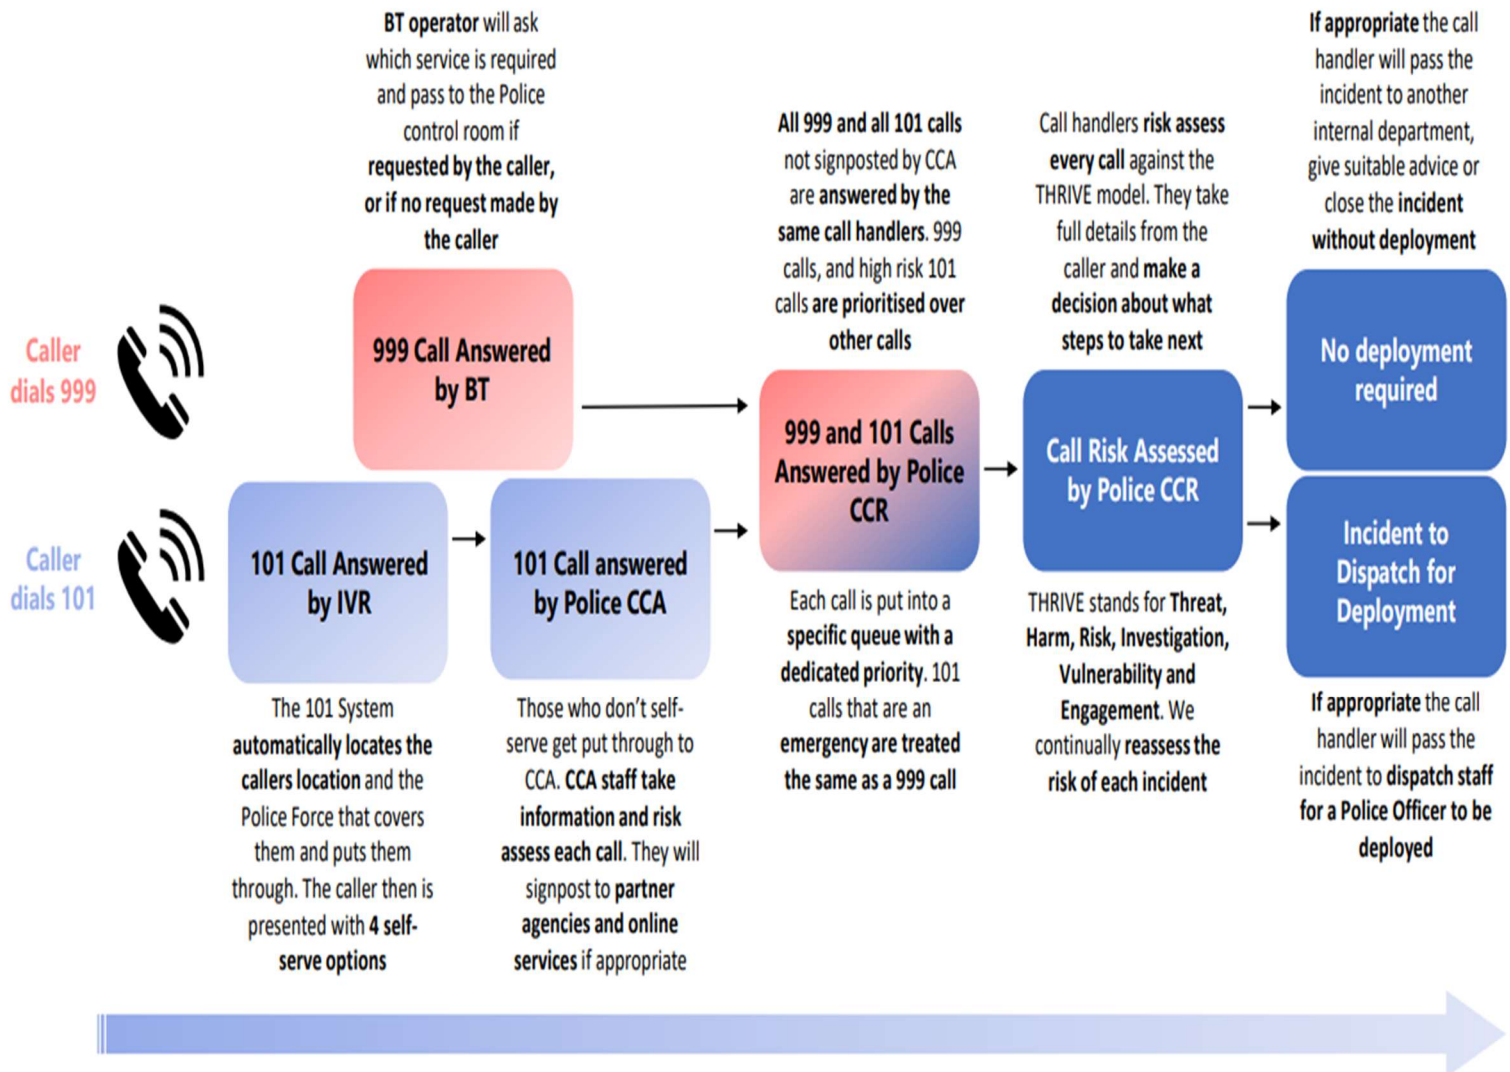 BT operator will ask
which service is required
and pass to the Police
control room if
requested by the caller,
or if no request made by
the caller
Caller
dials 999
999 Call Answered
by BT
Caller
dials 101
101 Call Answered
by IVR
The 101 System
automatically locates the
callers location and the
Police Force that covers
them and puts them
through. The caller then is
presented with 4 self-
serve options
101 Call answered
by Police CCA
Those who don't self-
serve get put through to
CCA. CCA staff take
information and risk
assess each call. They will
signpost to partner
agencies and online
services if appropriate
All 999 and all 101 calls
not signposted by CCA
are answered by the
same call handlers. 999
calls, and high risk 101
calls are prioritised over
other calls
999 and 101 Calls
Answered by Police
CCR
Each call is put into a
specific queue with a
dedicated priority. 101
calls that are an
emergency are treated
the same as a 999 call
Call handlers risk assess
every call against the
THRIVE model. They take
full details from the
caller and make a
decision about what
steps to take next
Call Risk Assessed
by Police CCR
THRIVE stands for Threat,
Harm, Risk, Investigation,
Vulnerability and
Engagement. We
continually reassess the
risk of each incident
If appropriate the call
handler will pass the
incident to another
internal department,
give suitable advice or
close the incident
without deployment
No deployment
required
Incident to
Dispatch for
Deployment
If appropriate the call
handler will pass the
incident to dispatch staff
for a Police Officer to be
deployed